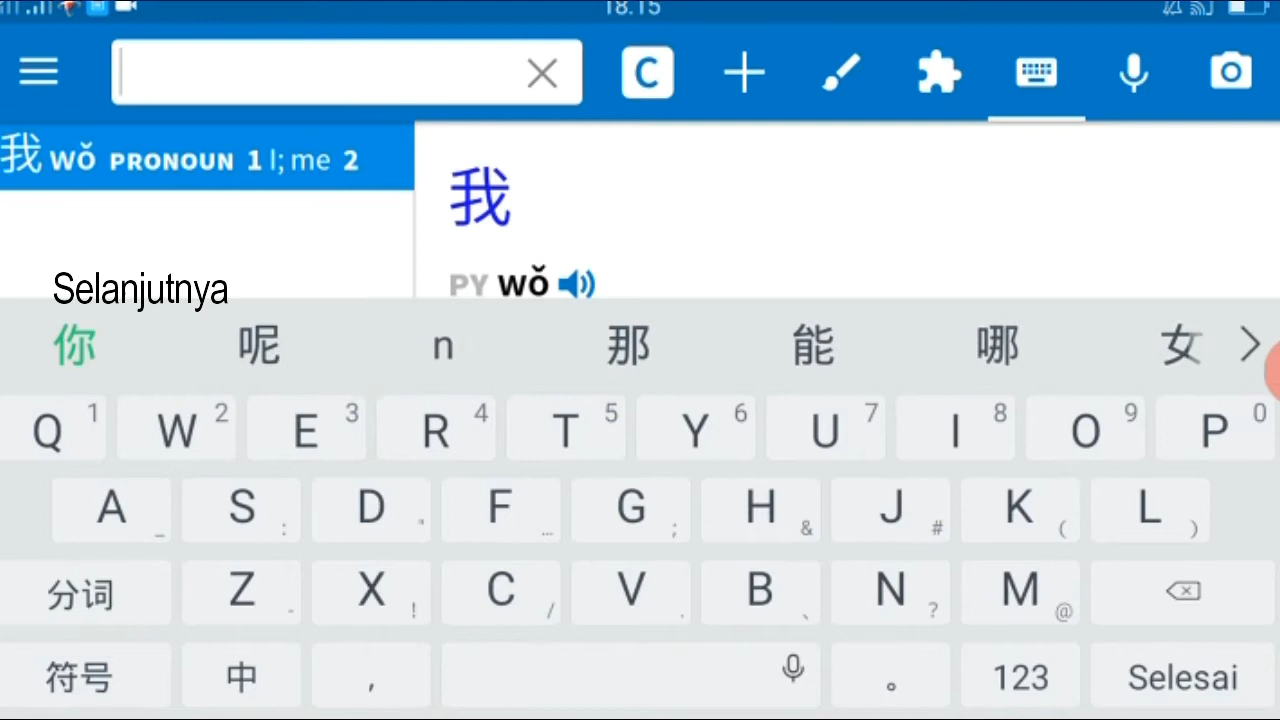 18.15
C
我 wǒ PRONOUN 1 I; me 2
我
PY wǒ
Selanjutnya
你 呢 n 那 能 哪 女
Q 1 W 2 E 3 R 4 T 5 Y 6 U 7 I 8 O 9 P 0
A _ S : D " F … G ; H & J # K ( L )
分词 Z - X ! C / V . B 、 N ? M @
符号 中 , 。 123 Selesai